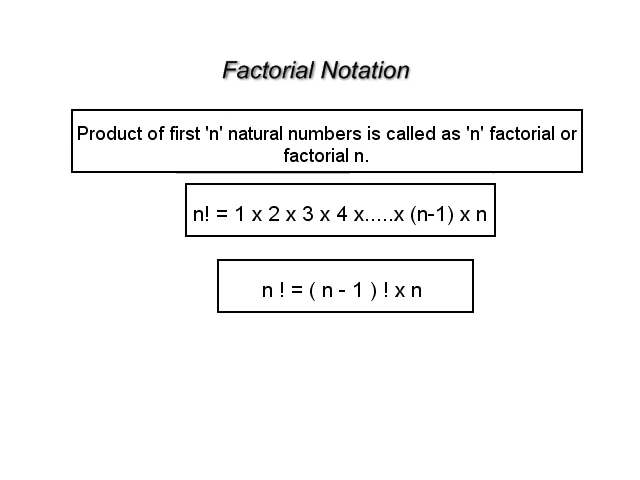 Factorial Notation
Product of first 'n' natural numbers is called as 'n' factorial or
factorial n.
n! = 1 x 2 x 3 x 4 x.....x (n-1) x n
n ! = ( n - 1 ) ! x n